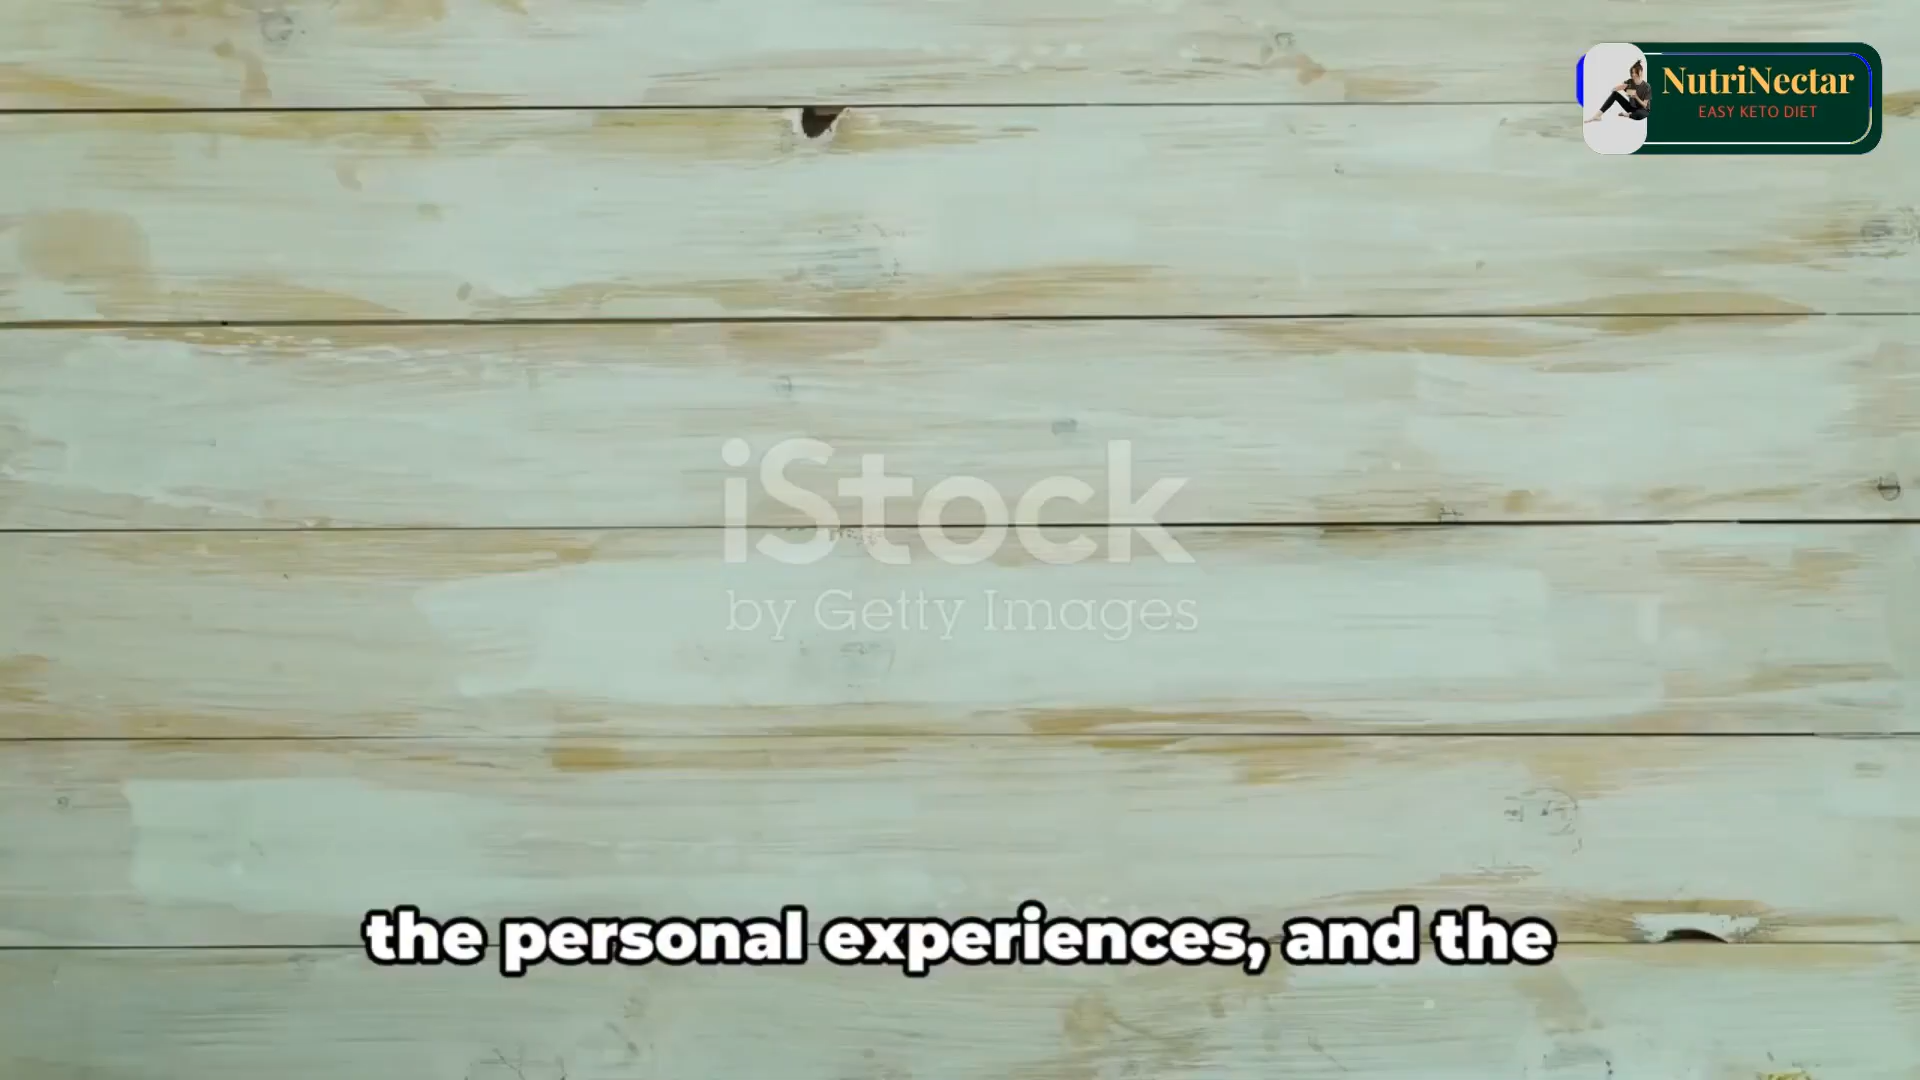 NutriNectar
EASY KETO DIET
iStock
by Getty Images
the personal experiences, and the